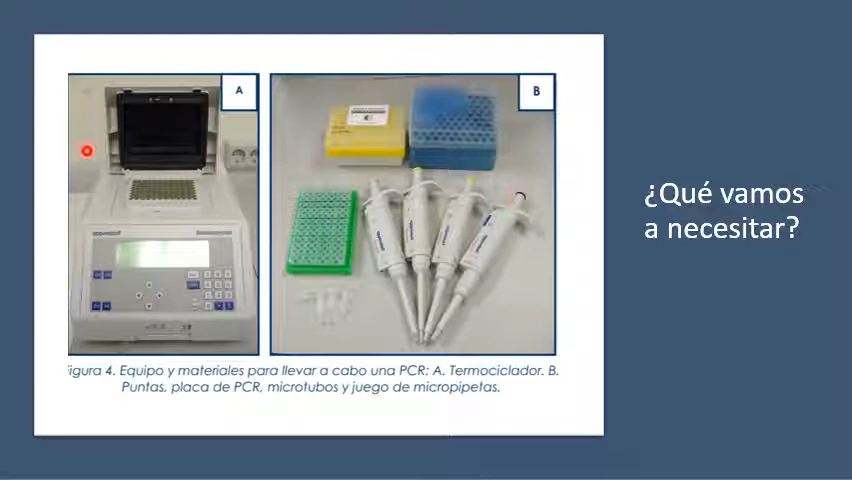 ¿Qué vamos
a necesitar?
A
B
igura 4. Equipo y materiales para llevar a cabo una PCR: A. Termociclador. B.
Puntas, placa de PCR, microtubos y juego de micropipetas.